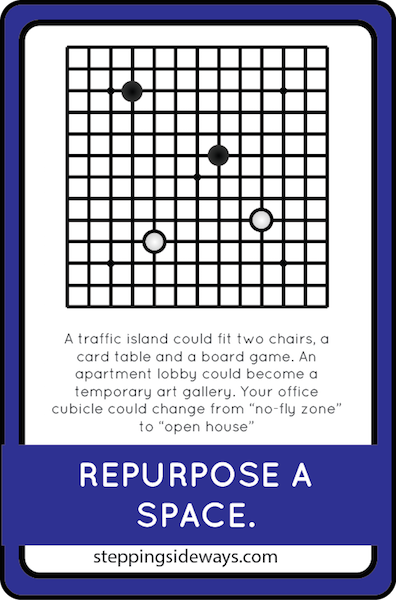 A traffic island could fit two chairs, a
card table and a board game. An
apartment lobby could become a
temporary art gallery. Your office
cubicle could change from “no-fly zone”
to “open house”
REPURPOSE A
SPACE.
steppingsideways.com